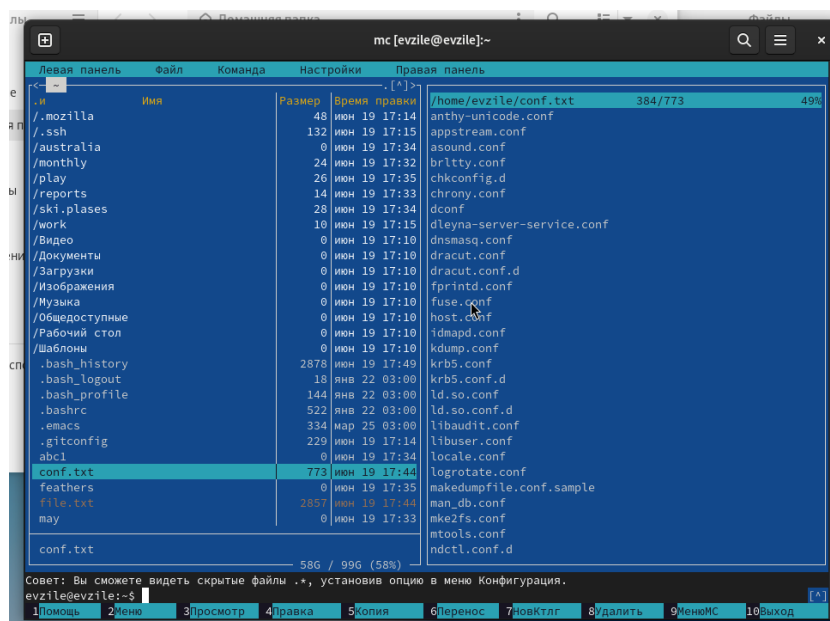 Домашняя папка
Файлы
mc [evzile@evzile]:~
Левая панель Файл Команда Настройки Правая панель
<─ ~ ─.[^]>
.и Имя Размер Время правки
/.mozilla 48 июн 19 17:14
/.ssh 132 июн 19 17:15
/australia 0 июн 19 17:34
/monthly 24 июн 19 17:32
/play 26 июн 19 17:35
/reports 14 июн 19 17:33
/ski.plases 28 июн 19 17:34
/work 10 июн 19 17:15
/Видео 0 июн 19 17:10
/Документы 0 июн 19 17:10
/Загрузки 0 июн 19 17:10
/Изображения 0 июн 19 17:10
/Музыка 0 июн 19 17:10
/Общедоступные 0 июн 19 17:10
/Рабочий стол 0 июн 19 17:10
/Шаблоны 0 июн 19 17:10
.bash_history 2878 июн 19 17:49
.bash_logout 18 янв 22 03:00
.bash_profile 144 янв 22 03:00
.bashrc 522 янв 22 03:00
.emacs 334 мар 25 03:00
.gitconfig 229 июн 19 17:14
abc1 0 июн 19 17:34
conf.txt 773 июн 19 17:44
feathers 0 июн 19 17:35
file.txt 2857 июн 19 17:44
may 0 июн 19 17:33
conf.txt
58G / 99G (58%)
/home/evzile/conf.txt 384/773 49%
anthy-unicode.conf
appstream.conf
asound.conf
brltty.conf
chkconfig.d
chrony.conf
dconf
dleyna-server-service.conf
dnsmasq.conf
dracut.conf
dracut.conf.d
fprintd.conf
fuse.conf
host.conf
idmapd.conf
kdump.conf
krb5.conf
krb5.conf.d
ld.so.conf
ld.so.conf.d
libaudit.conf
libuser.conf
locale.conf
logrotate.conf
makedumpfile.conf.sample
man_db.conf
mke2fs.conf
mtools.conf
ndctl.conf.d
Совет: Вы сможете видеть скрытые файлы .*, установив опцию в меню Конфигурация.
evzile@evzile:~$ [^]
1Помощь 2Меню 3Просмотр 4Правка 5Копия 6Перенос 7НовКтлг 8Удалить 9МенюМС 10Выход